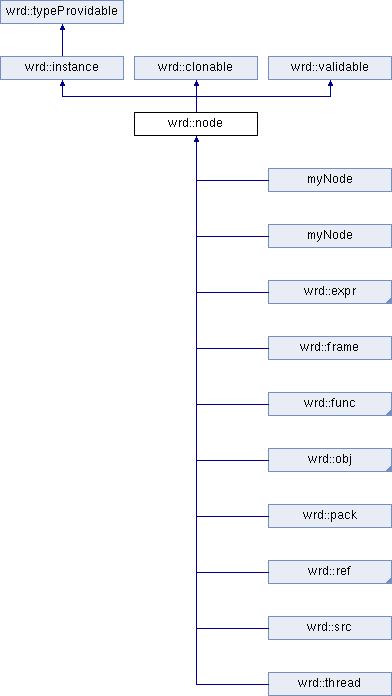 wrd::typeProvidable
wrd::instance
wrd::clonable
wrd::validable
wrd::node
myNode
myNode
wrd::expr
wrd::frame
wrd::func
wrd::obj
wrd::pack
wrd::ref
wrd::src
wrd::thread